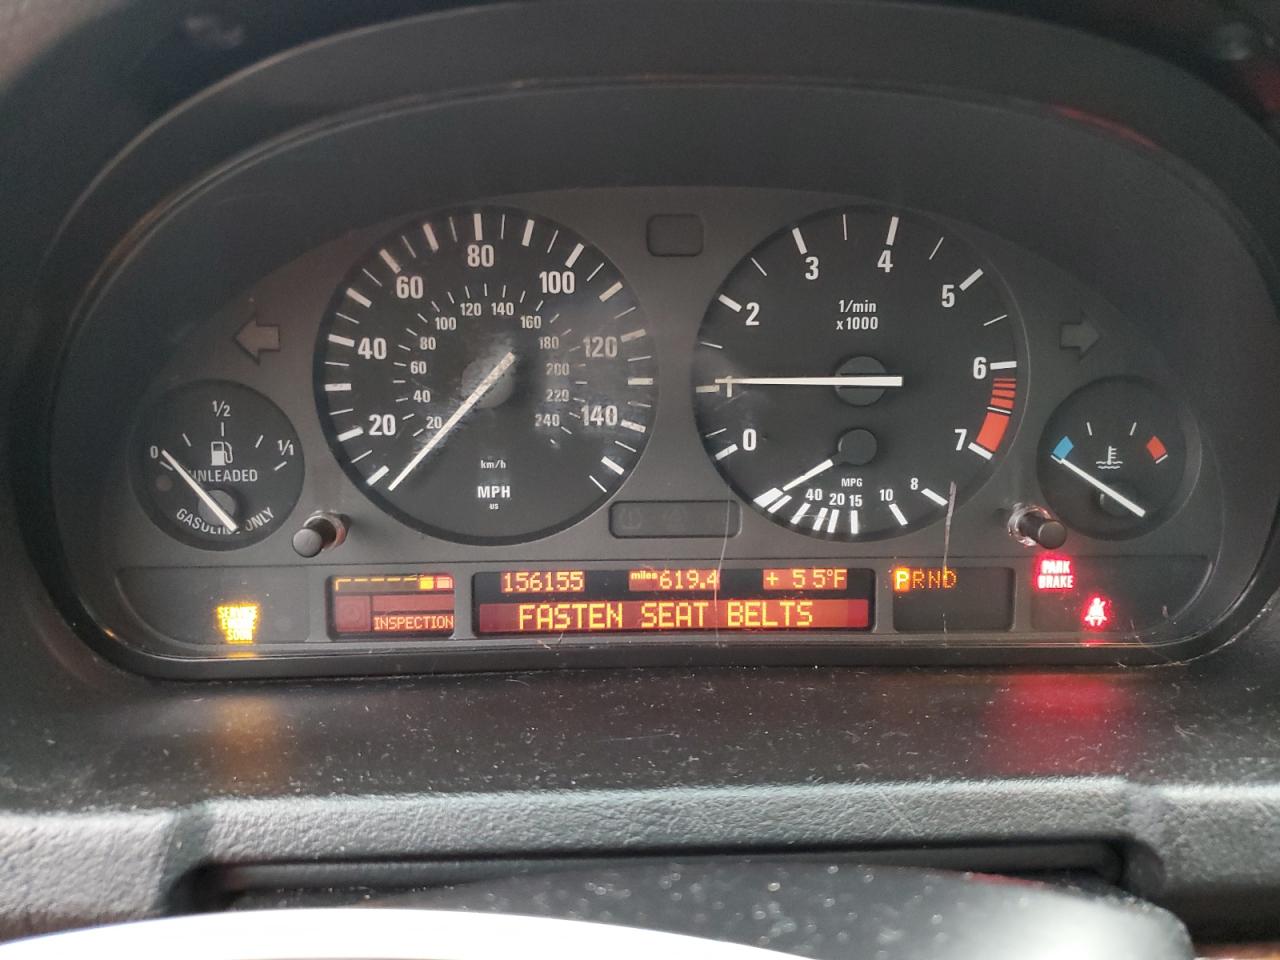 80
60 100
40 120
20 140
120 140
100 160
80 180
60 200
40 220
20 240
km/h
MPH
US
3 4
2 5
1 6
0 7
1/min
x1000
MPG
40 20 15 10 8
1/2
0 1/1
UNLEADED
GASOLINE ONLY
SERVICE
ENGINE
SOON
INSPECTION
156155 miles 619.4 + 55°F
FASTEN SEAT BELTS
PRND
PARK
BRAKE